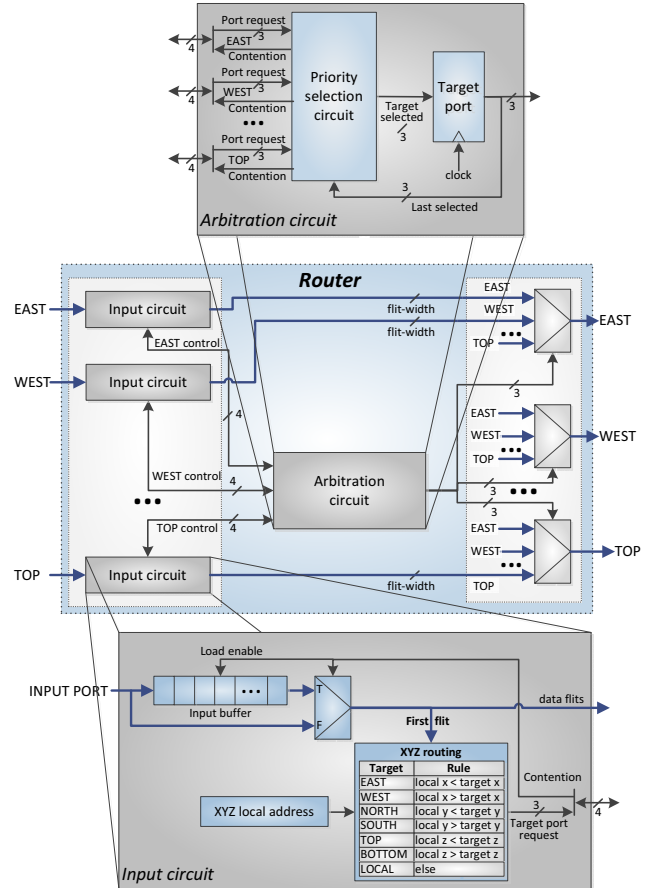 Port request
3
EAST
4
Contention
Port request
3
WEST
4
Contention
...
Port request
3
TOP
4
Contention
Priority
selection
circuit
Target
selected
3
Target
port
3
clock
3
Last selected
Arbitration circuit
Router
EAST
Input circuit
EAST control
flit-width
EAST
WEST
...
TOP
EAST
WEST
Input circuit
flit-width
4
3
EAST
WEST
...
TOP
WEST
WEST control
4
...
Arbitration
circuit
3
...
3
TOP control
4
EAST
WEST
...
TOP
TOP
TOP
Input circuit
flit-width
Load enable
INPUT PORT
...
Input buffer
T
F
data flits
First flit
XYZ routing
Target Rule
EAST local x < target x
WEST local x > target x
NORTH local y < target y
SOUTH local y > target y
TOP local z < target z
BOTTOM local z > target z
LOCAL else
XYZ local address
Contention
3
4
Target port
request
Input circuit